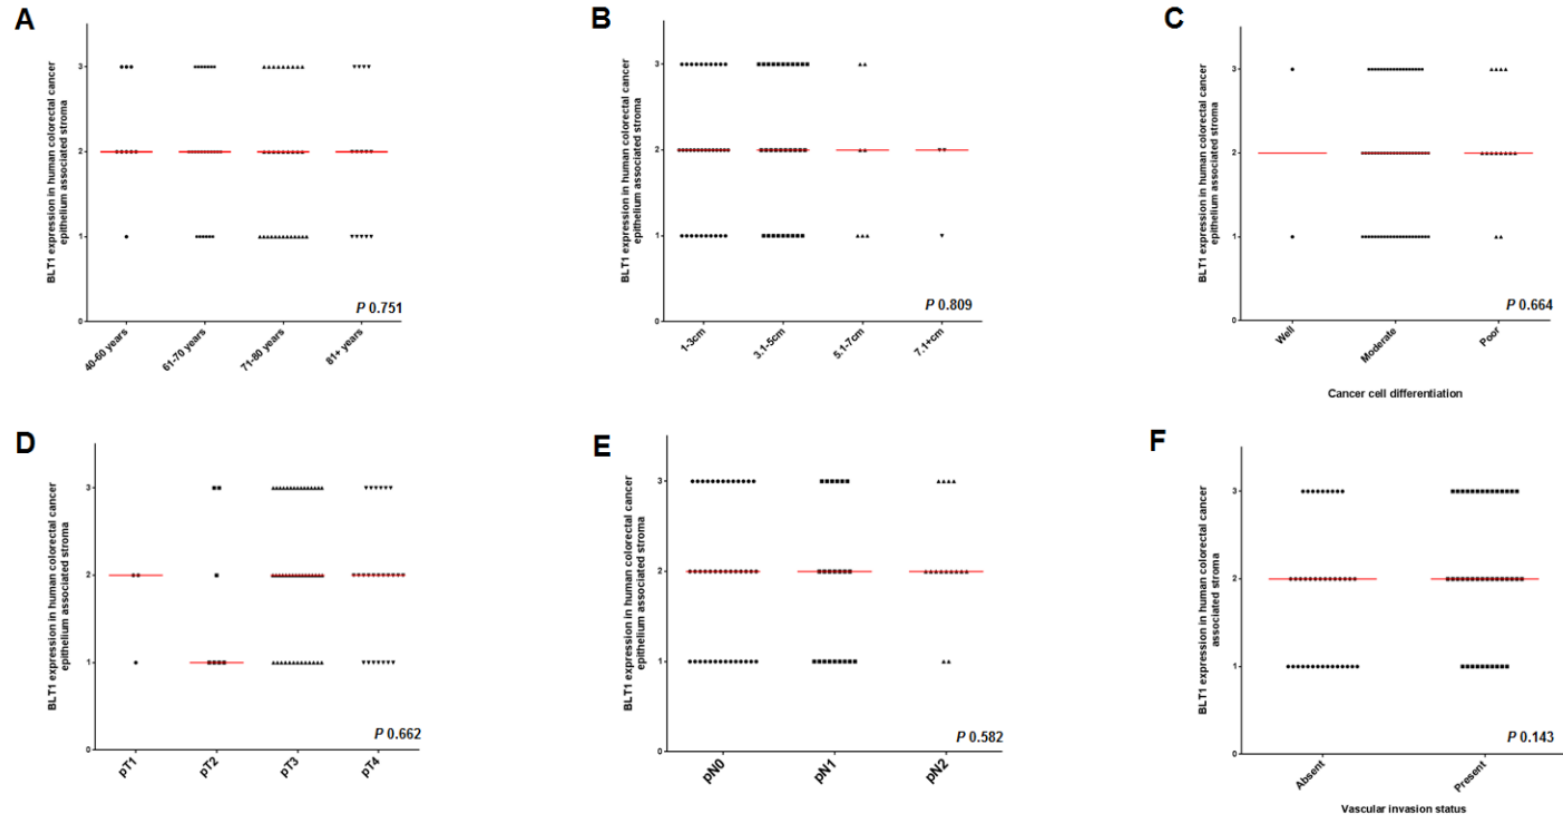 A
BLT1 expression in human colorectal cancer
epithelium associated stroma
3
2
1
0
P 0.751
40-60 years
61-70 years
71-80 years
81+ years
B
BLT1 expression in human colorectal cancer
epithelium associated stroma
3
2
1
0
P 0.809
1-3cm
3.1-5cm
5.1-7cm
7.1+cm
C
BLT1 expression in human colorectal cancer
epithelium associated stroma
3
2
1
0
P 0.664
Well
Moderate
Poor
Cancer cell differentiation
D
BLT1 expression in human colorectal cancer
epithelium associated stroma
3
2
1
0
P 0.662
pT1
pT2
pT3
pT4
E
BLT1 expression in human colorectal cancer
epithelium associated stroma
3
2
1
0
P 0.582
pN0
pN1
pN2
F
BLT1 expression in human colorectal cancer
associated stroma
3
2
1
0
P 0.143
Absent
Present
Vascular invasion status